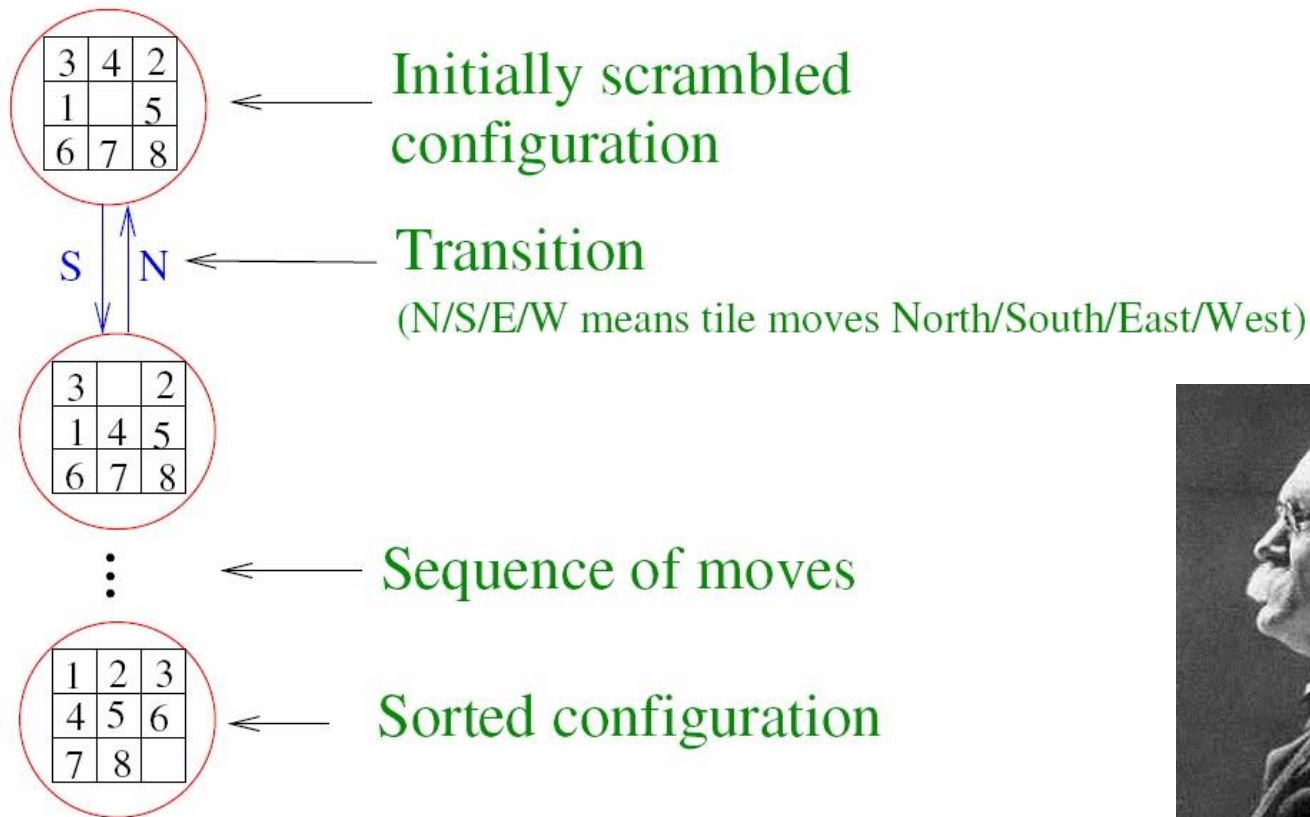 3 4 2
1 5
6 7 8
Initially scrambled
configuration
S N
Transition
(N/S/E/W means tile moves North/South/East/West)
3 2
1 4 5
6 7 8
Sequence of moves
1 2 3
4 5 6
7 8
Sorted configuration